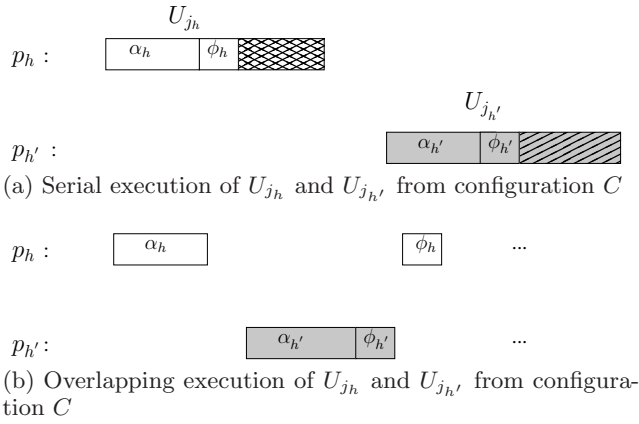 U_{j_h}
p_h : α_h ϕ_h
U_{j_{h'}}
p_{h'} : α_{h'} ϕ_{h'}
(a) Serial execution of U_{j_h} and U_{j_{h'}} from configuration C
p_h : α_h ϕ_h ...
p_{h'}: α_{h'} ϕ_{h'} ...
(b) Overlapping execution of U_{j_h} and U_{j_{h'}} from configura-
tion C